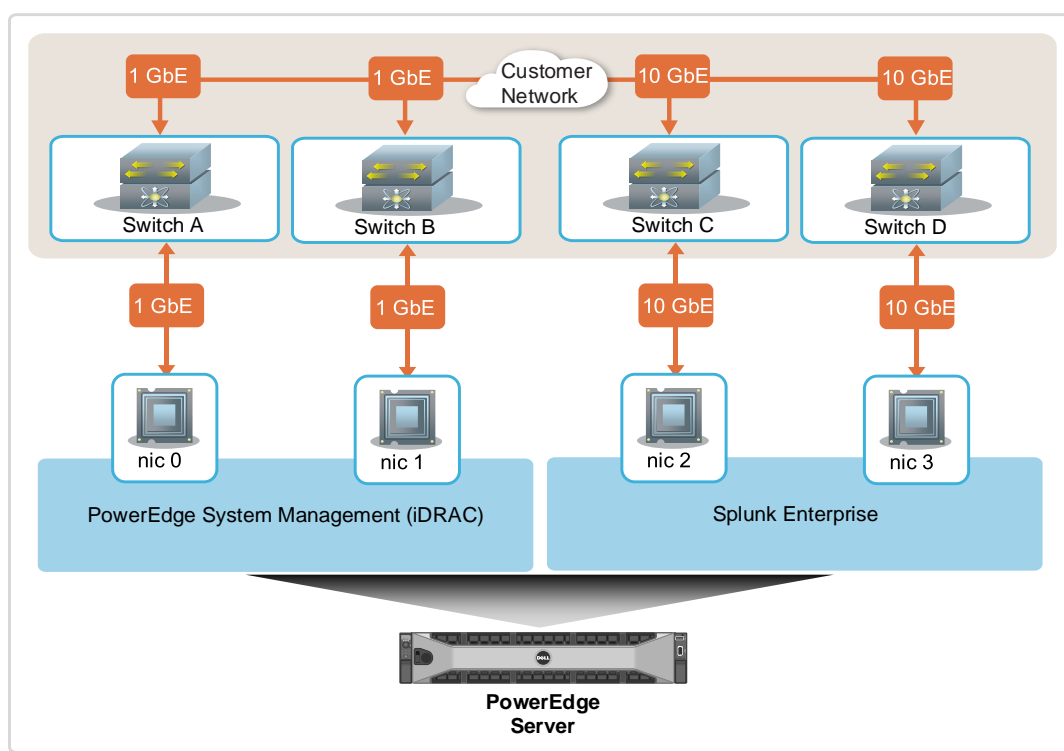 1 GbE
1 GbE
Customer
Network
10 GbE
10 GbE
Switch A
Switch B
Switch C
Switch D
1 GbE
1 GbE
10 GbE
10 GbE
nic 0
nic 1
nic 2
nic 3
PowerEdge System Management (iDRAC)
Splunk Enterprise
DELL
PowerEdge
Server